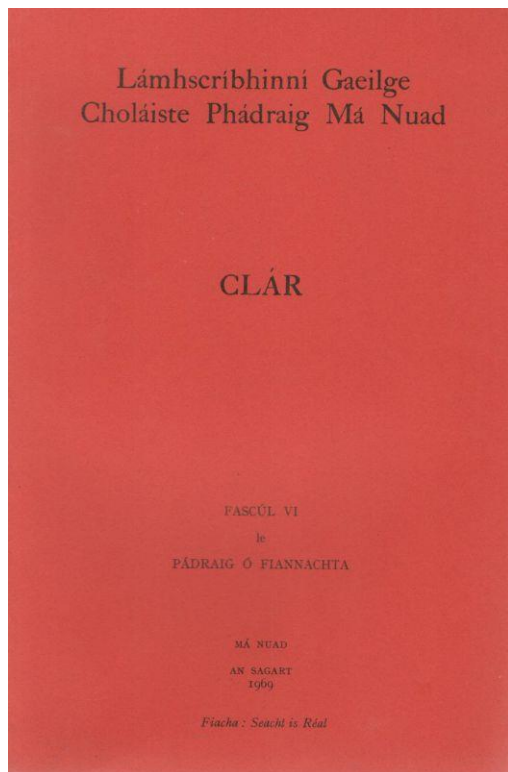 Lámhscríbhinní Gaeilge
Choláiste Phádraig Má Nuad
CLÁR
FASCÚL VI
le
PÁDRAIG Ó FIANNACHTA
MÁ NUAD
AN SAGART
1969
Fiacha : Seacht is Réal